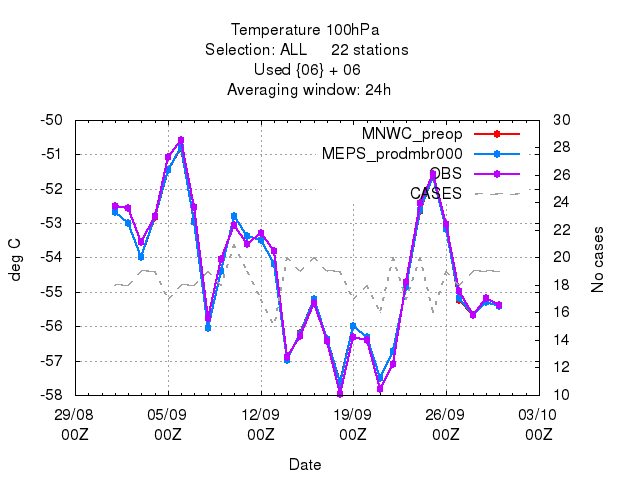 Temperature 100hPa
Selection: ALL 22 stations
Used {06} + 06
Averaging window: 24h
-50
-51
-52
-53
-54
-55
-56
-57
-58
30
28
26
24
22
20
18
16
14
12
10
MNWC_preop
MEPS_prodmbr000
OBS
CASES
deg C
No cases
29/08 05/09 12/09 19/09 26/09 03/10
00Z 00Z 00Z 00Z 00Z 00Z
Date